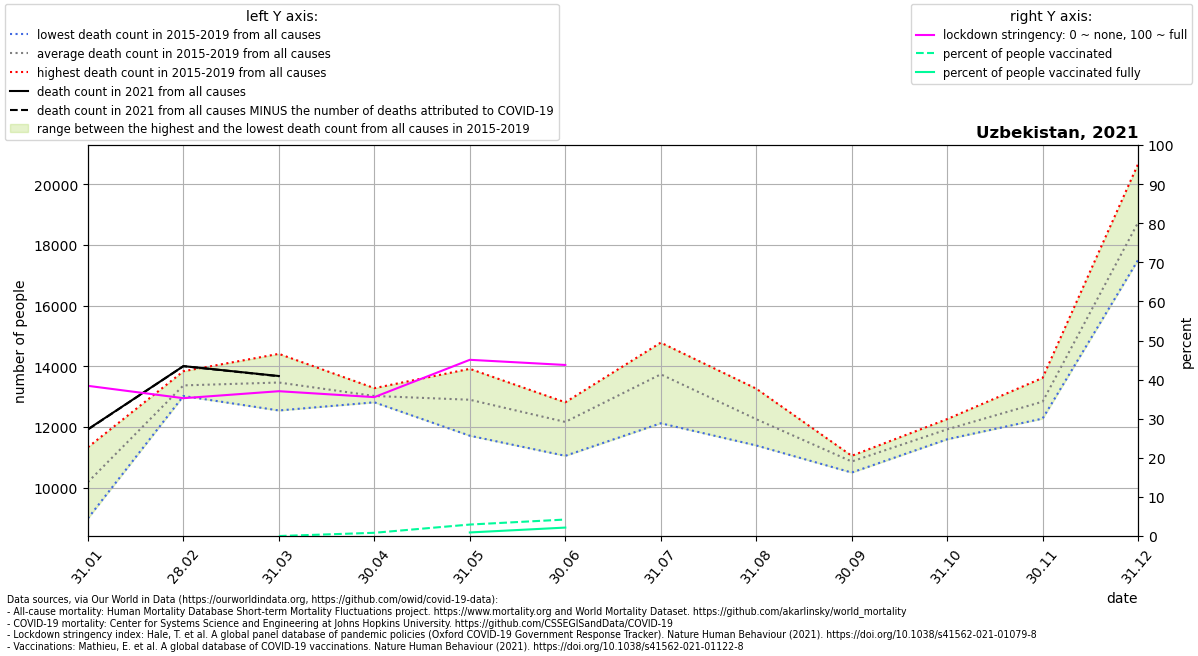 left Y axis:
lowest death count in 2015-2019 from all causes
average death count in 2015-2019 from all causes
highest death count in 2015-2019 from all causes
death count in 2021 from all causes
death count in 2021 from all causes MINUS the number of deaths attributed to COVID-19
range between the highest and the lowest death count from all causes in 2015-2019
right Y axis:
lockdown stringency: 0 ~ none, 100 ~ full
percent of people vaccinated
percent of people vaccinated fully
Uzbekistan, 2021
number of people
20000
18000
16000
14000
12000
10000
100
90
80
70
60
50
40
30
20
10
0
percent
31.01
28.02
31.03
30.04
31.05
30.06
31.07
31.08
30.09
31.10
30.11
31.12
date
Data sources, via Our World in Data (https://ourworldindata.org, https://github.com/owid/covid-19-data):
- All-cause mortality: Human Mortality Database Short-term Mortality Fluctuations project. https://www.mortality.org and World Mortality Dataset. https://github.com/akarlinsky/world_mortality
- COVID-19 mortality: Center for Systems Science and Engineering at Johns Hopkins University. https://github.com/CSSEGISandData/COVID-19
- Lockdown stringency index: Hale, T. et al. A global panel database of pandemic policies (Oxford COVID-19 Government Response Tracker). Nature Human Behaviour (2021). https://doi.org/10.1038/s41562-021-01079-8
- Vaccinations: Mathieu, E. et al. A global database of COVID-19 vaccinations. Nature Human Behaviour (2021). https://doi.org/10.1038/s41562-021-01122-8